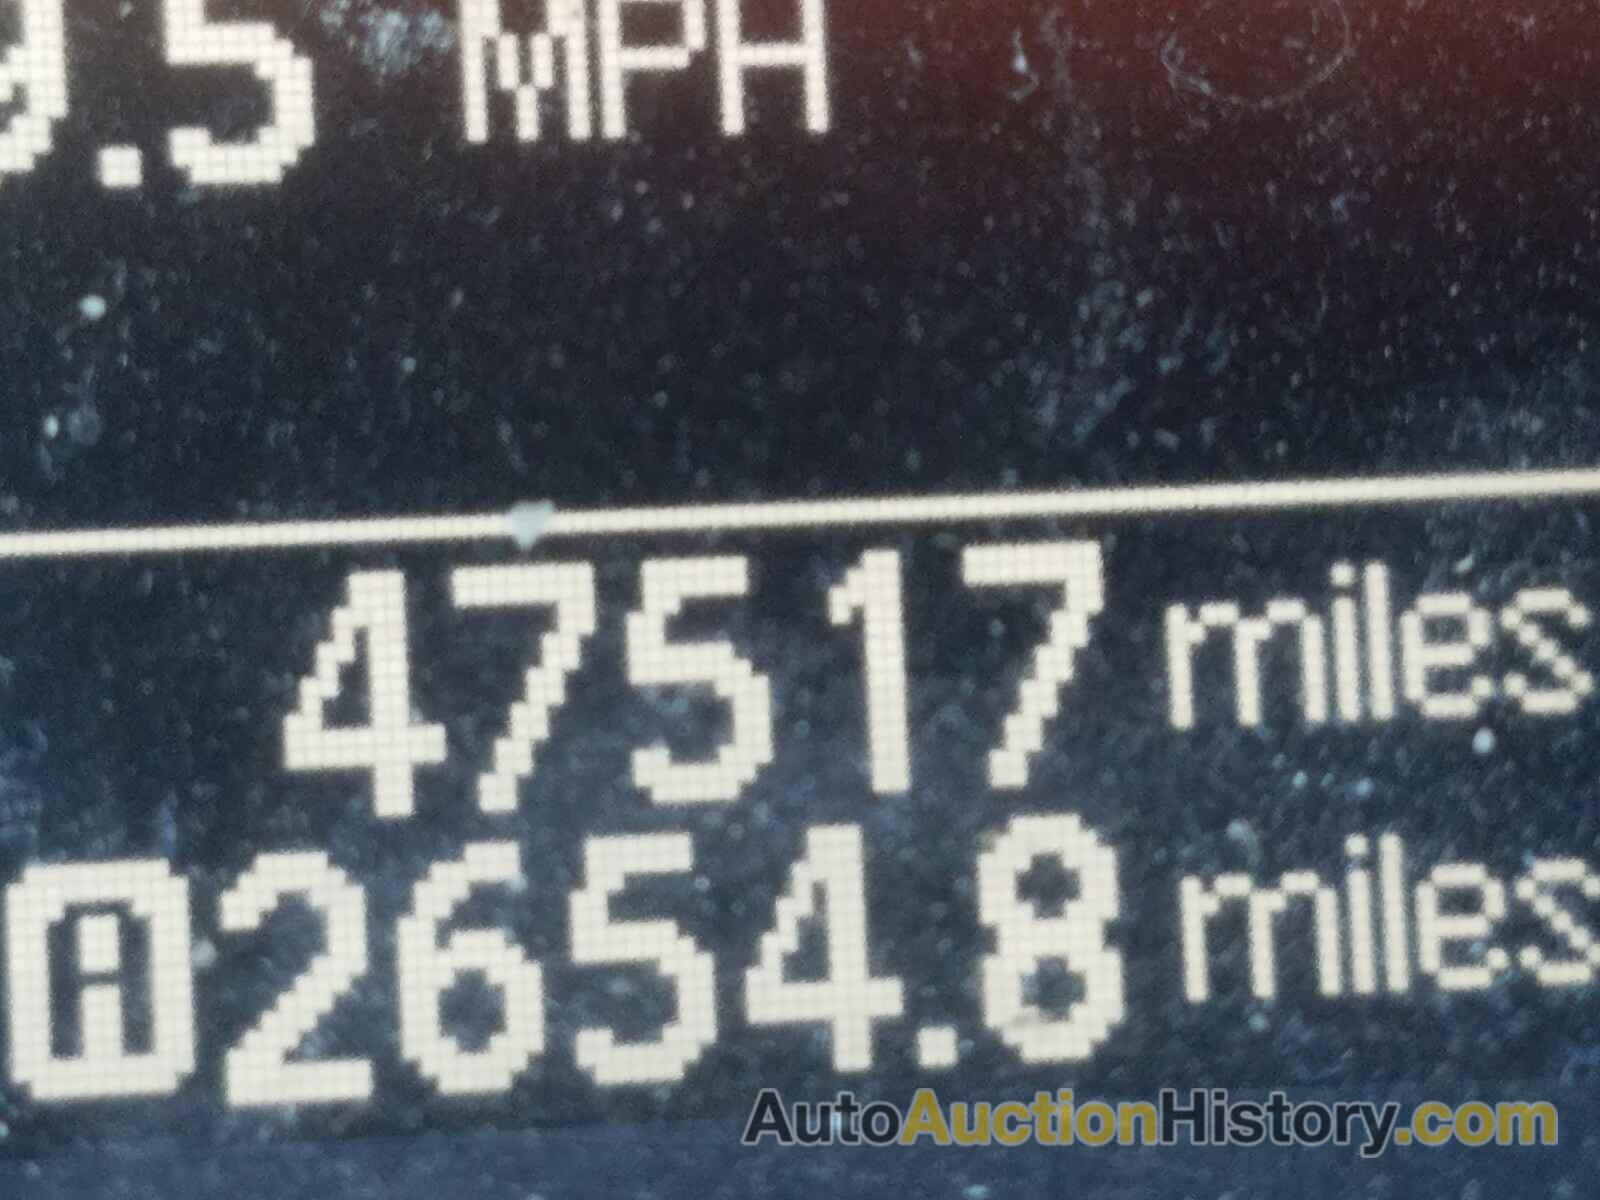 .5 MPH
47517 miles
A 2654.8 miles
AutoAuctionHistory.com